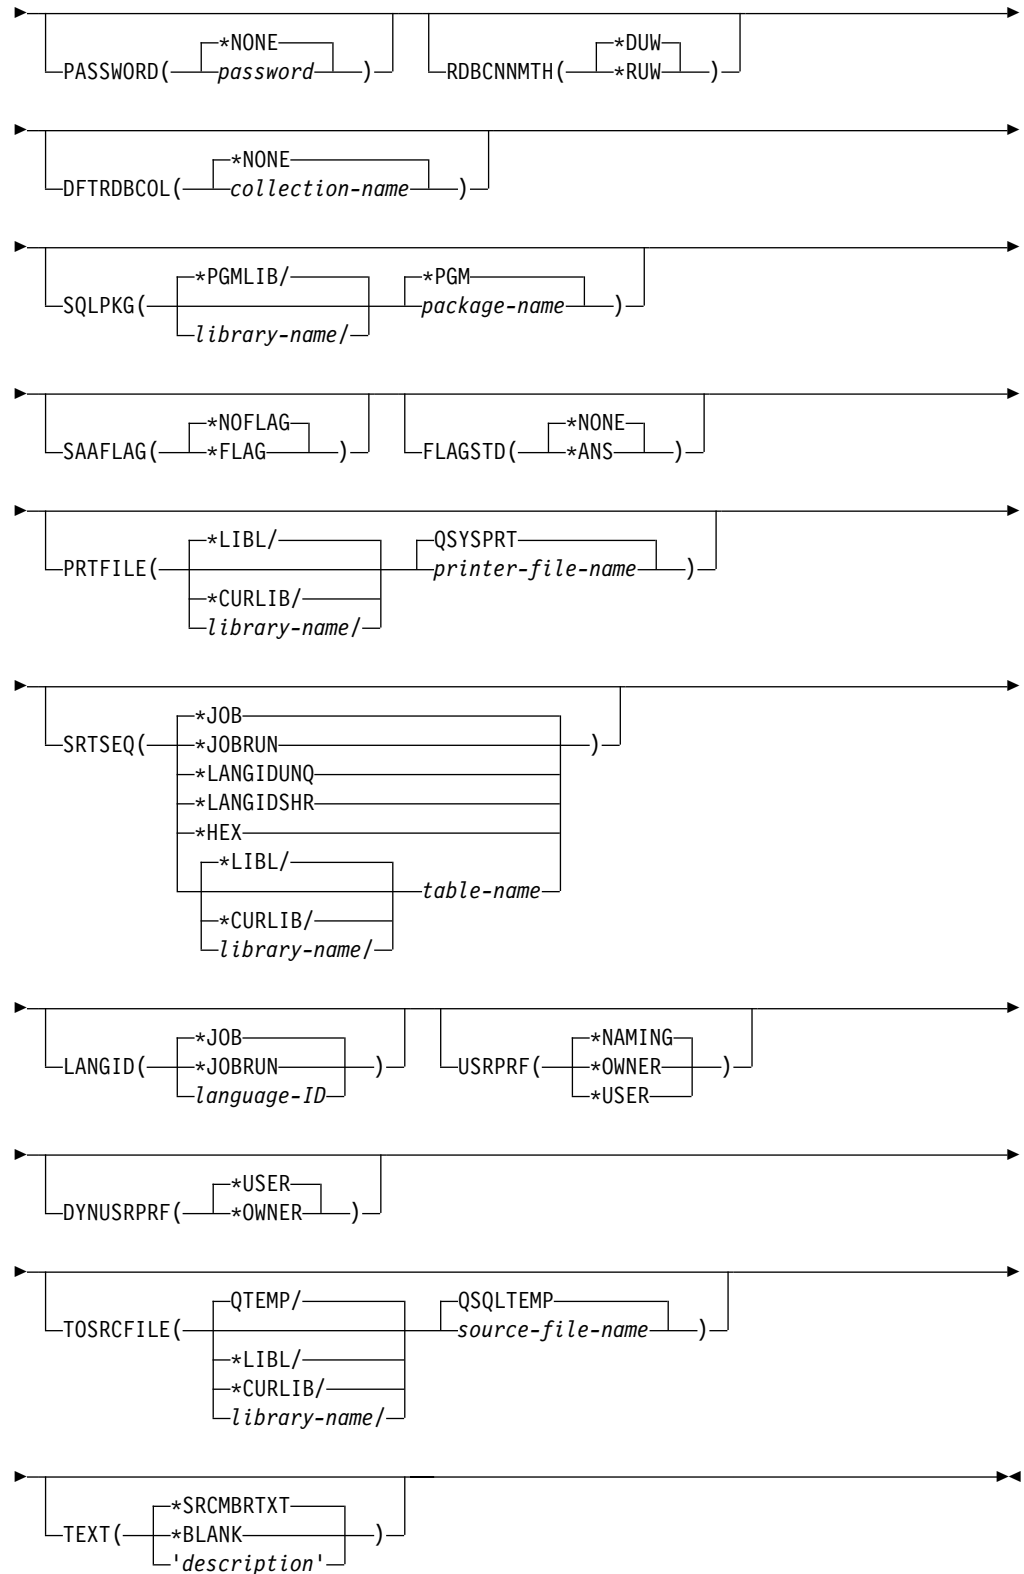 *NONE *DUW
PASSWORD( password ) RDBCNNMTH( *RUW )
*NONE
DFTRDBCOL( collection-name )
*PGMLIB/ *PGM
SQLPKG( package-name )
library-name/
*NOFLAG *NONE
SAAFLAG( *FLAG ) FLAGSTD( *ANS )
*LIBL/ QSYSPRT
PRTFILE( printer-file-name )
*CURLIB/
library-name/
*JOB
SRTSEQ( *JOBRUN )
*LANGIDUNQ
*LANGIDSHR
*HEX
*LIBL/
table-name
*CURLIB/
library-name/
*JOB *NAMING
LANGID( *JOBRUN ) USRPRF( *OWNER )
language-ID *USER
*USER
DYNUSRPRF( *OWNER )
QTEMP/ QSQLTEMP
TOSRCFILE( source-file-name )
*LIBL/
*CURLIB/
library-name/
*SRCMBRTXT
TEXT( *BLANK )
'description'